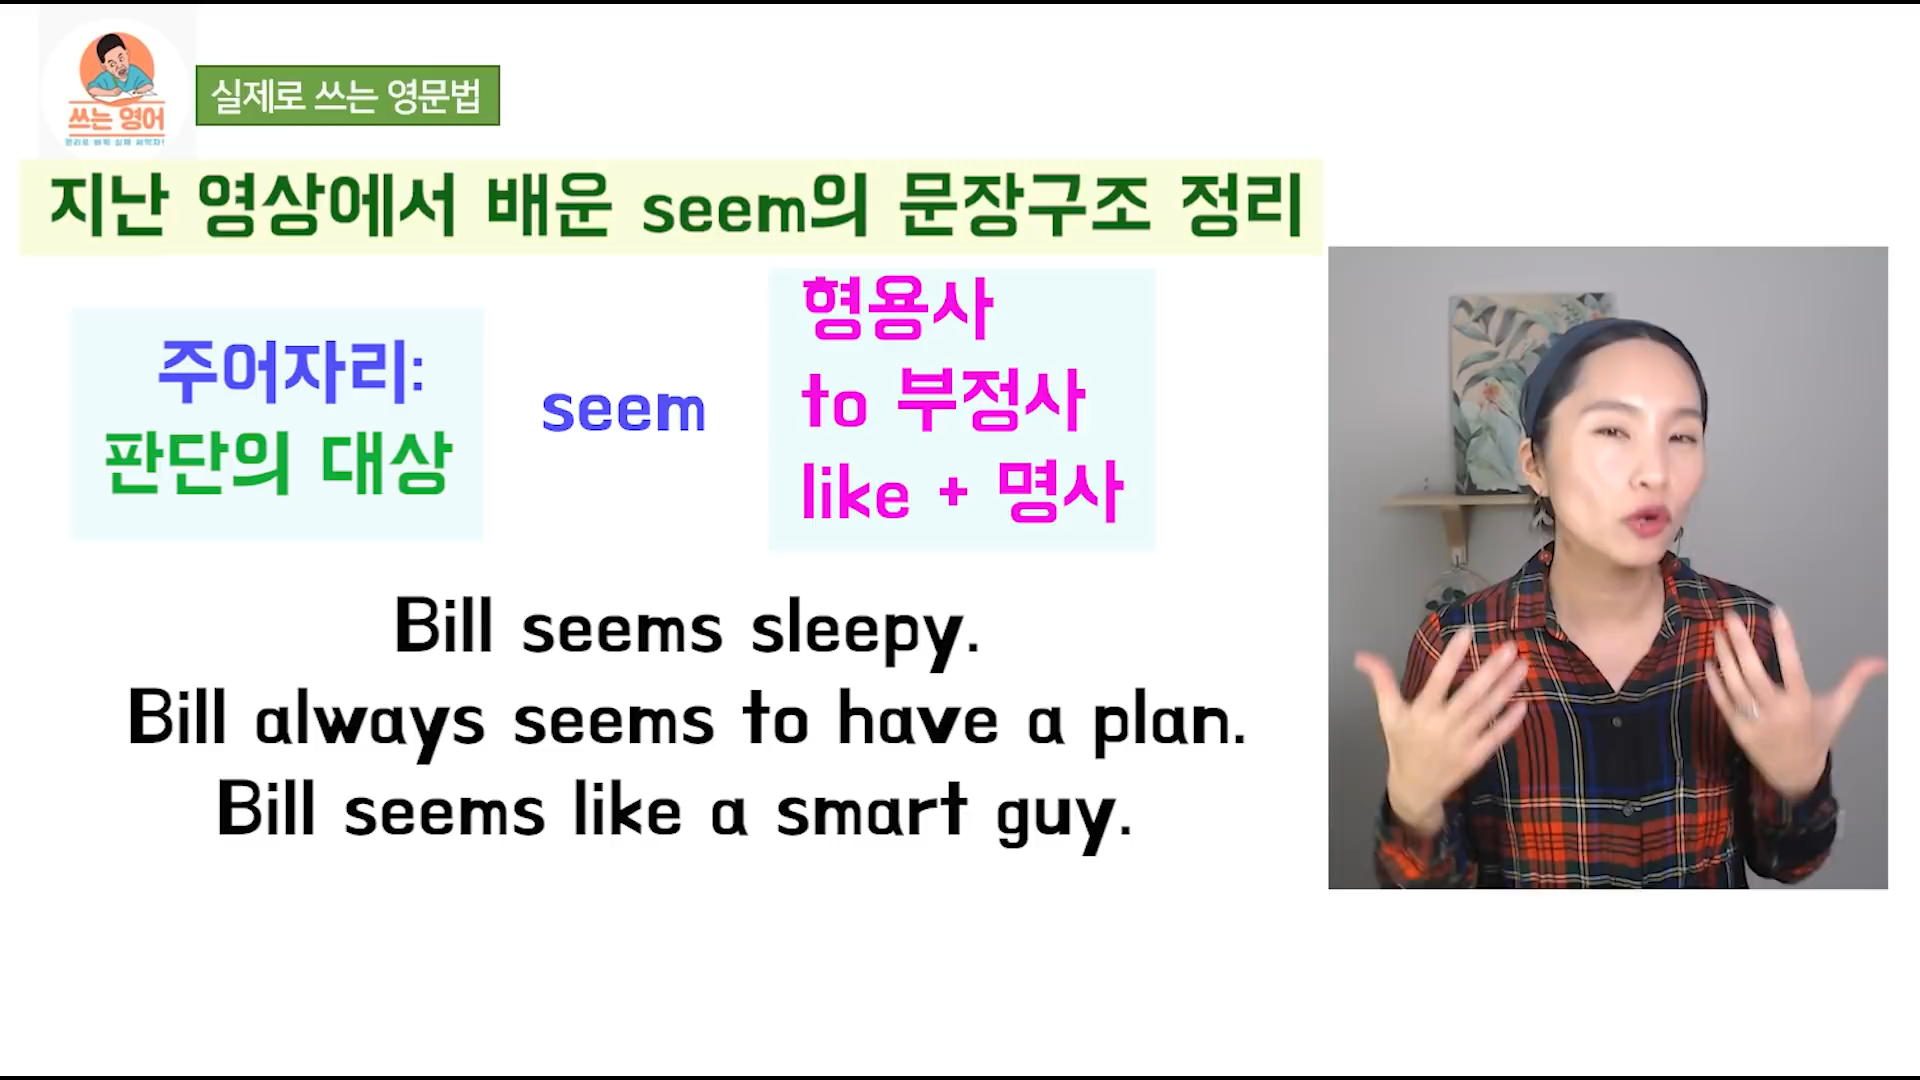 쓰는 영어
실제로 쓰는 영문법
지난 영상에서 배운 seem의 문장구조 정리
주어자리:
판단의 대상
seem
형용사
to 부정사
like + 명사
Bill seems sleepy.
Bill always seems to have a plan.
Bill seems like a smart guy.